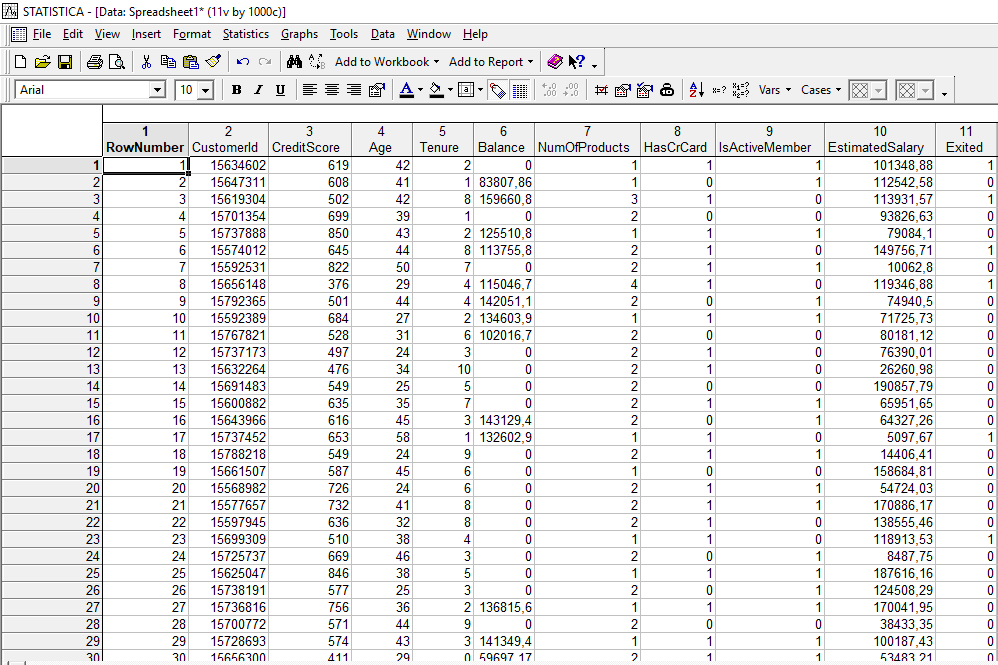 STATISTICA - [Data: Spreadsheet1* (11v by 1000c)]
File Edit View Insert Format Statistics Graphs Tools Data Window Help
Add to Workbook Add to Report
Arial 10 B I U Vars Cases
1 2 3 4 5 6 7 8 9 10 11
RowNumber CustomerId CreditScore Age Tenure Balance NumOfProducts HasCrCard IsActiveMember EstimatedSalary Exited
1 1 15634602 619 42 2 0 1 1 1 101348,88 1
2 2 15647311 608 41 1 83807,86 1 0 1 112542,58 0
3 3 15619304 502 42 8 159660,8 3 1 0 113931,57 1
4 4 15701354 699 39 1 0 2 0 0 93826,63 0
5 5 15737888 850 43 2 125510,8 1 1 1 79084,1 0
6 6 15574012 645 44 8 113755,8 2 1 0 149756,71 1
7 7 15592531 822 50 7 0 2 1 1 10062,8 0
8 8 15656148 376 29 4 115046,7 4 1 0 119346,88 1
9 9 15792365 501 44 4 142051,1 2 0 1 74940,5 0
10 10 15592389 684 27 2 134603,9 1 1 1 71725,73 0
11 11 15767821 528 31 6 102016,7 2 0 0 80181,12 0
12 12 15737173 497 24 3 0 2 1 0 76390,01 0
13 13 15632264 476 34 10 0 2 1 0 26260,98 0
14 14 15691483 549 25 5 0 2 0 0 190857,79 0
15 15 15600882 635 35 7 0 2 1 1 65951,65 0
16 16 15643966 616 45 3 143129,4 2 0 1 64327,26 0
17 17 15737452 653 58 1 132602,9 1 1 0 5097,67 1
18 18 15788218 549 24 9 0 2 1 1 14406,41 0
19 19 15661507 587 45 6 0 1 0 0 158684,81 0
20 20 15568982 726 24 6 0 2 1 1 54724,03 0
21 21 15577657 732 41 8 0 2 1 1 170886,17 0
22 22 15597945 636 32 8 0 2 1 0 138555,46 0
23 23 15699309 510 38 4 0 1 1 0 118913,53 1
24 24 15725737 669 46 3 0 2 0 1 8487,75 0
25 25 15625047 846 38 5 0 1 1 1 187616,16 0
26 26 15738191 577 25 3 0 2 0 1 124508,29 0
27 27 15736816 756 36 2 136815,6 1 1 1 170041,95 0
28 28 15700772 571 44 9 0 2 0 0 38433,35 0
29 29 15728693 574 43 3 141349,4 1 1 1 100187,43 0
30 30 15656300 411 29 0 59697,17 2 1 1 53483,21 0